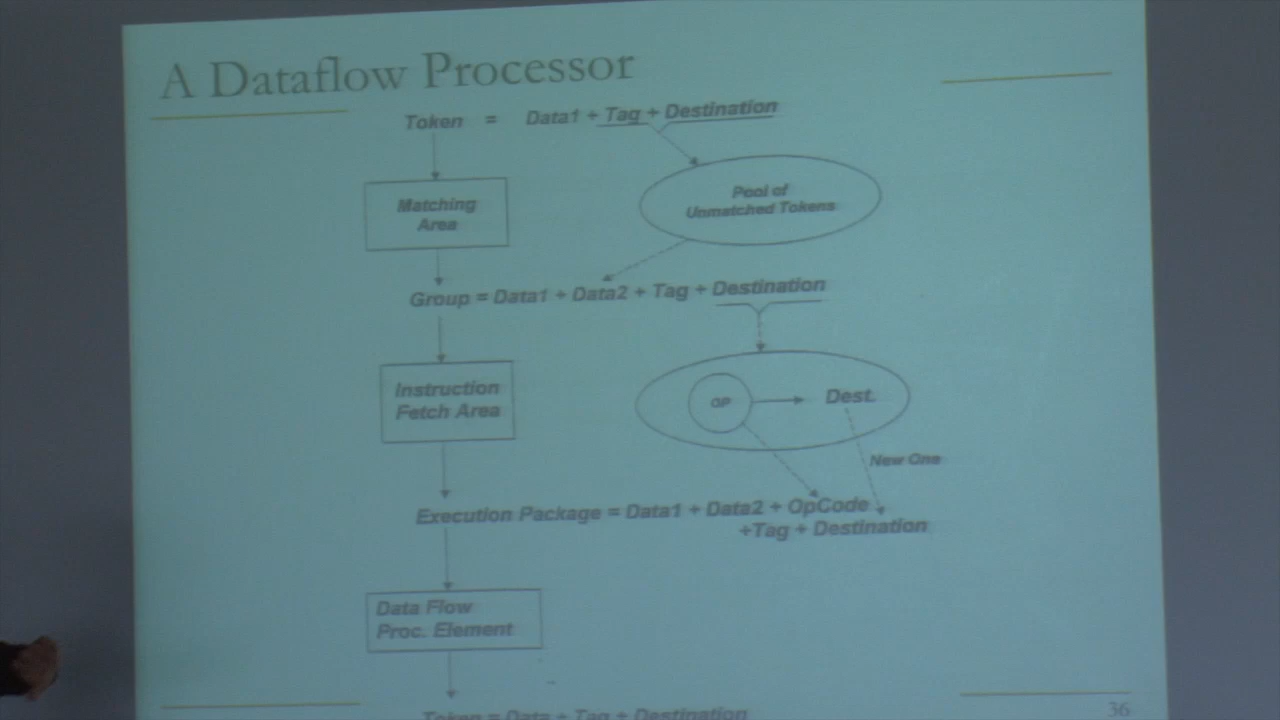 A Dataflow Processor
Token = Data1 + Tag + Destination
Matching
Area
Pool of
Unmatched Tokens
Group = Data1 + Data2 + Tag + Destination
Instruction
Fetch Area
OP
Dest.
New One
Execution Package = Data1 + Data2 + OpCode
+Tag + Destination
Data Flow
Proc. Element
Token = Data + Tag + Destination
36